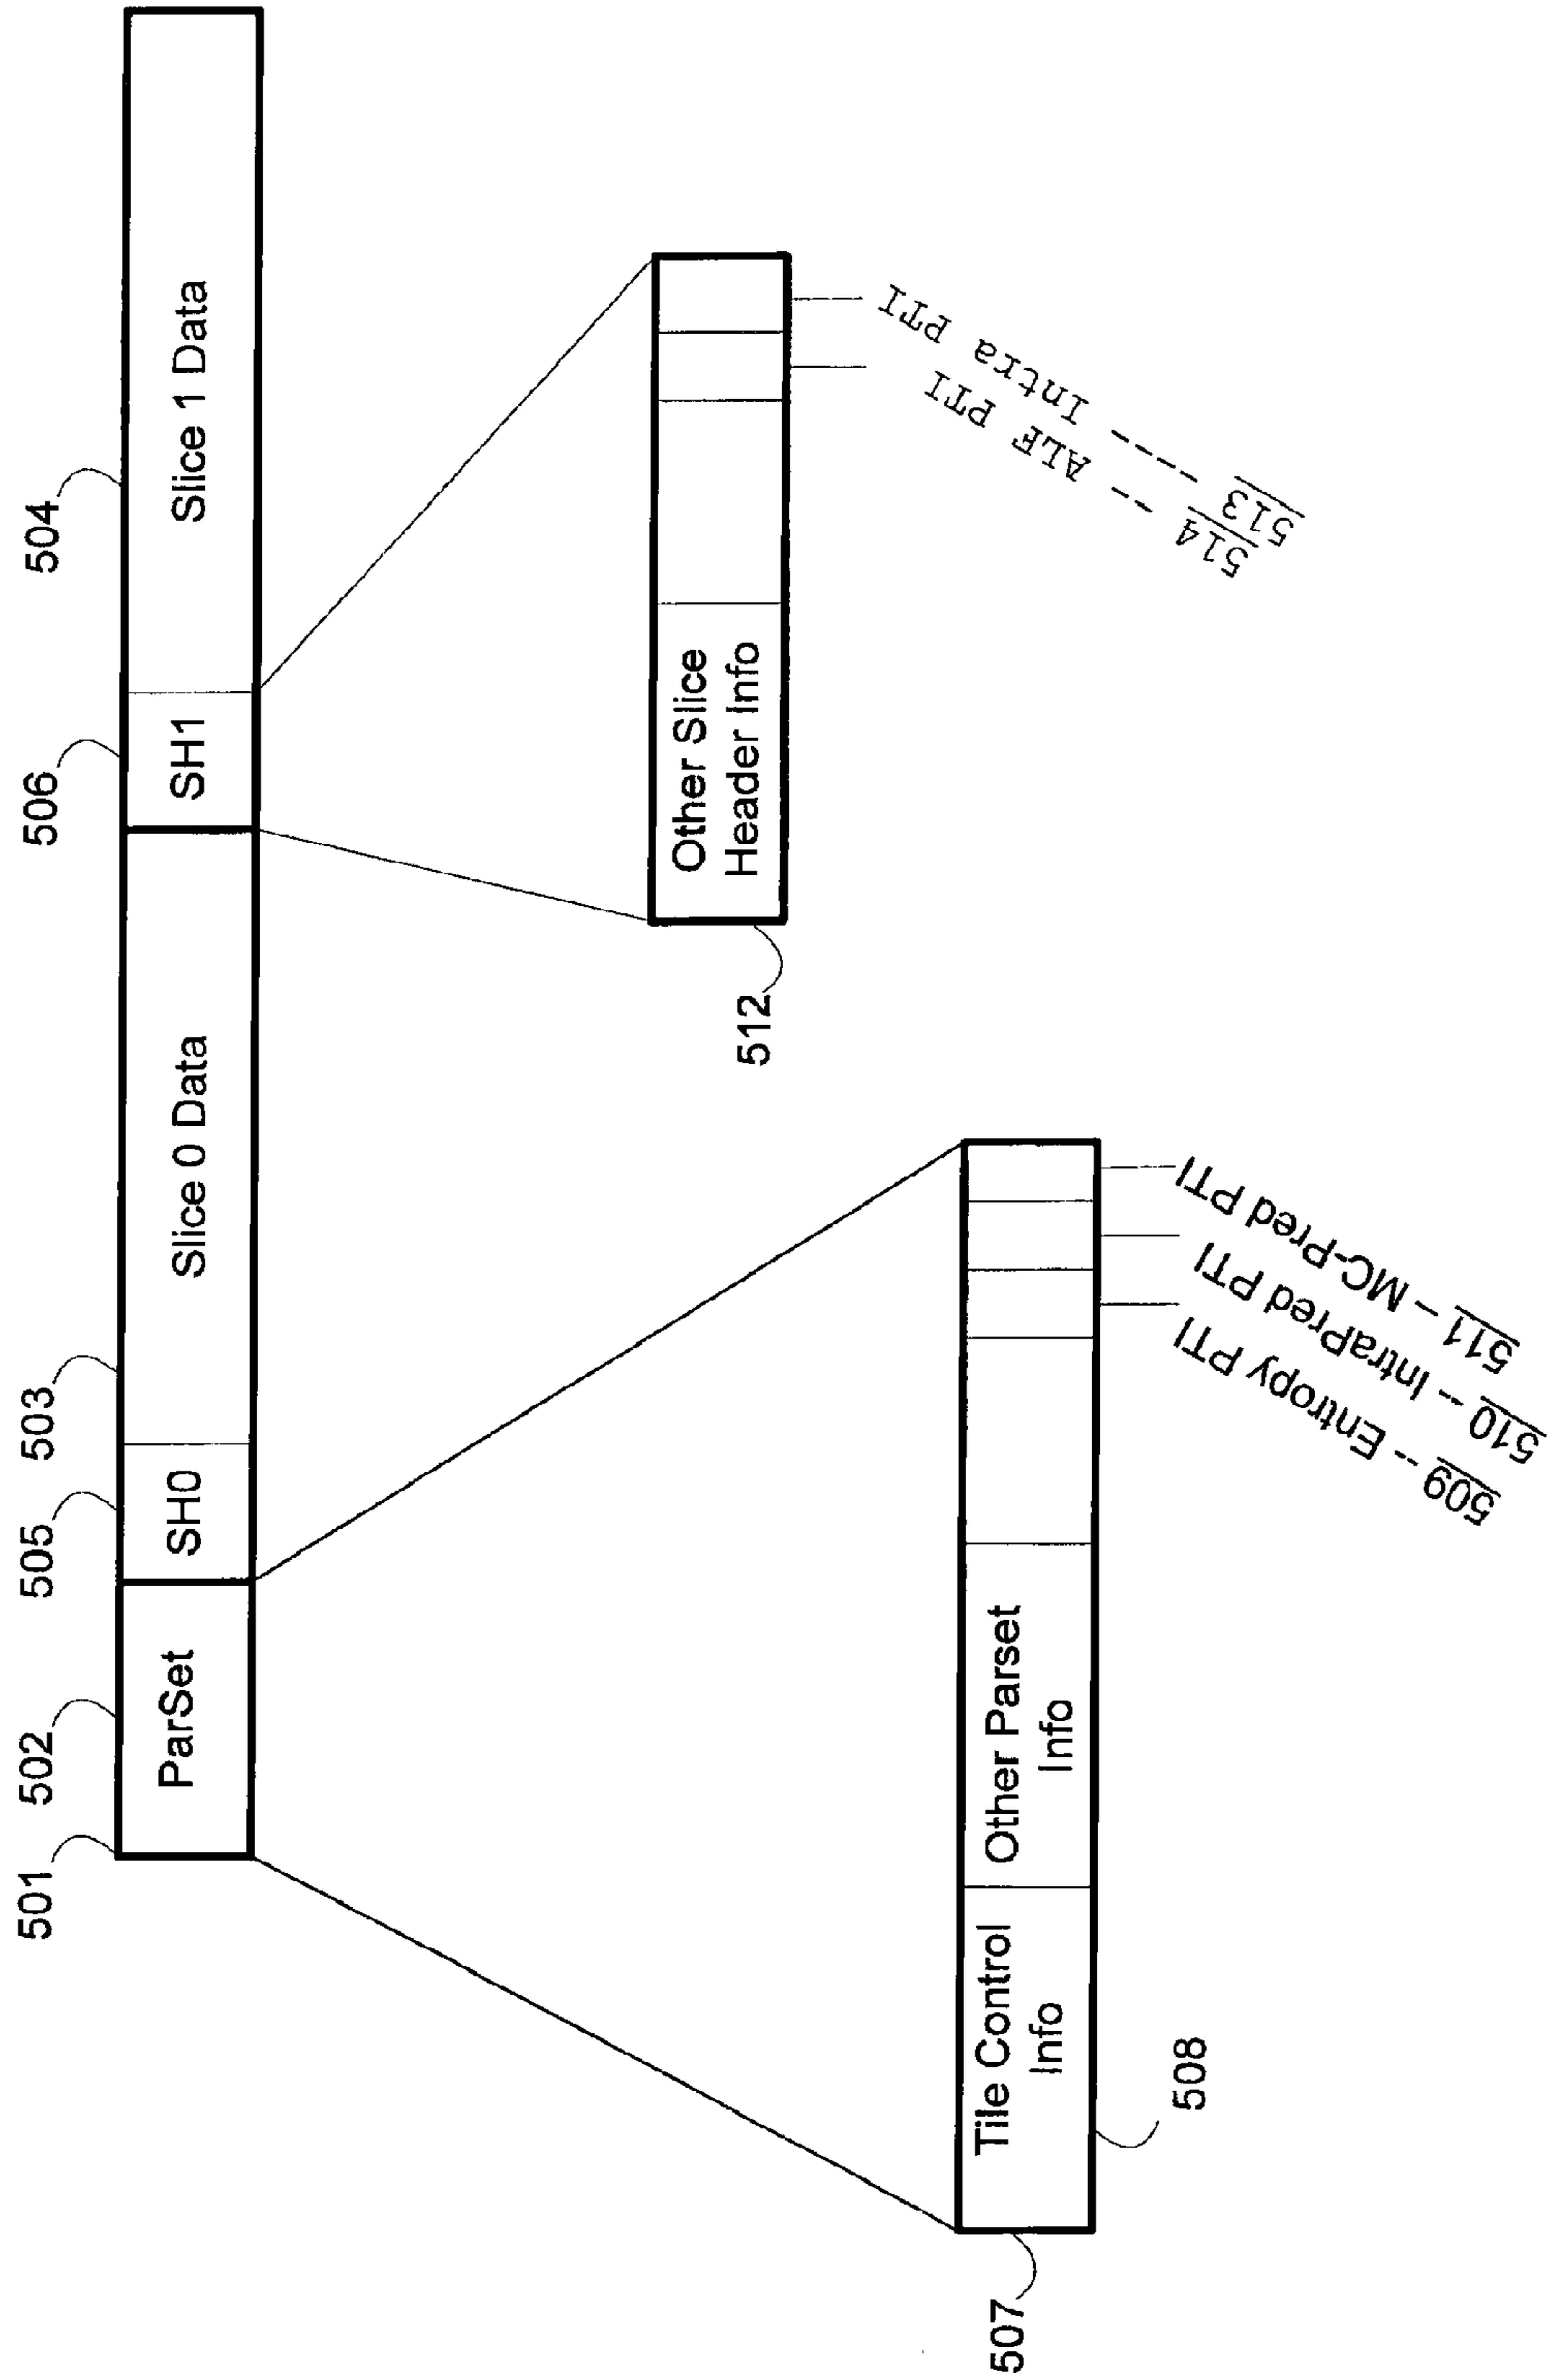 501
502
505
503
506
504
ParSet
SH0
Slice 0 Data
SH1
Slice 1 Data
512
Other Slice
Header Info
514 -- ALF PTI
513 ---- Intra PTI
507
508
Tile Control
Info
Other Parset
Info
509 -- Entropy PTI
510 -- IntraPred PTI
511 – MC-Pred PTI